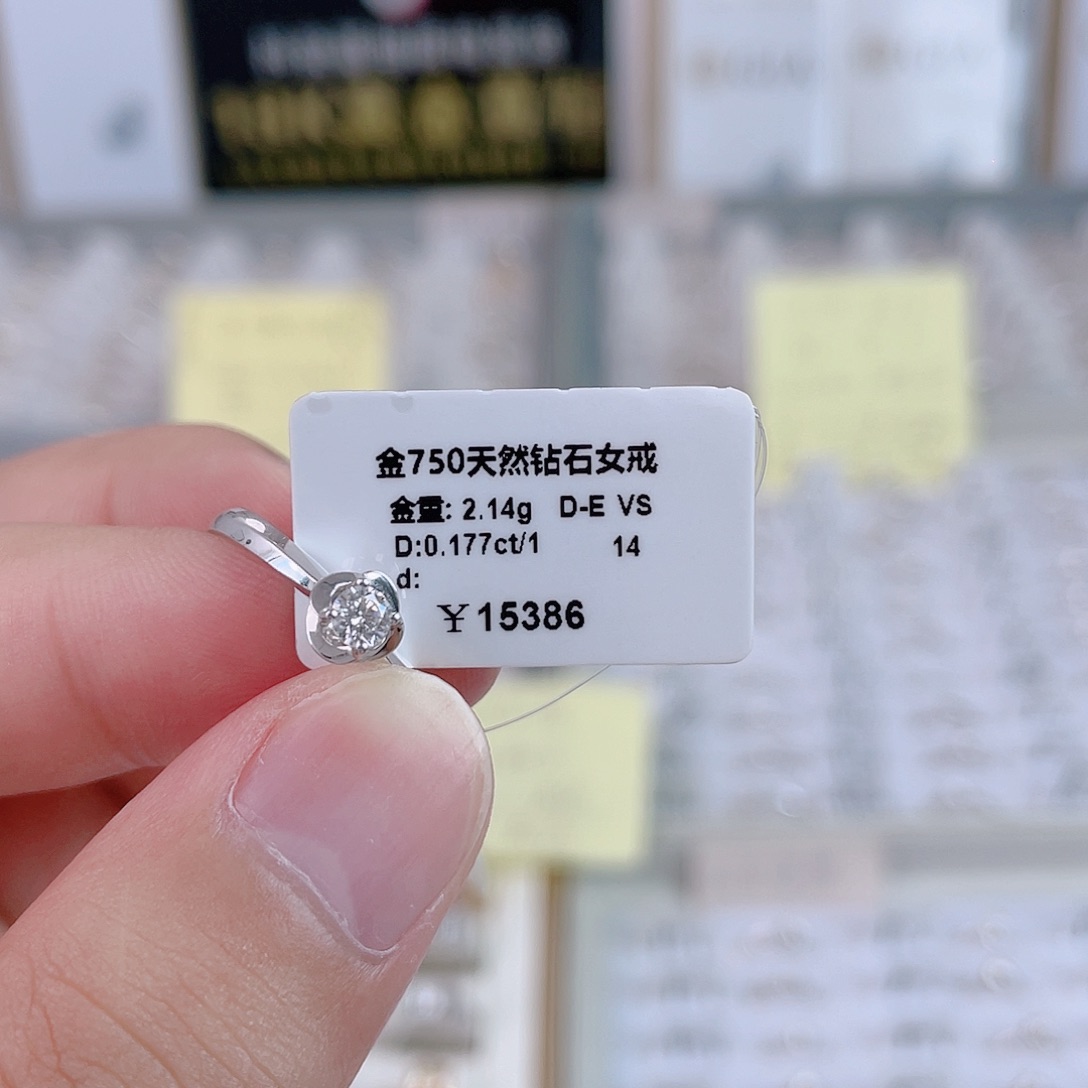 金750天然钻石女戒
金重: 2.14g D-E VS
D:0.177ct/1 14
d:
￥15386